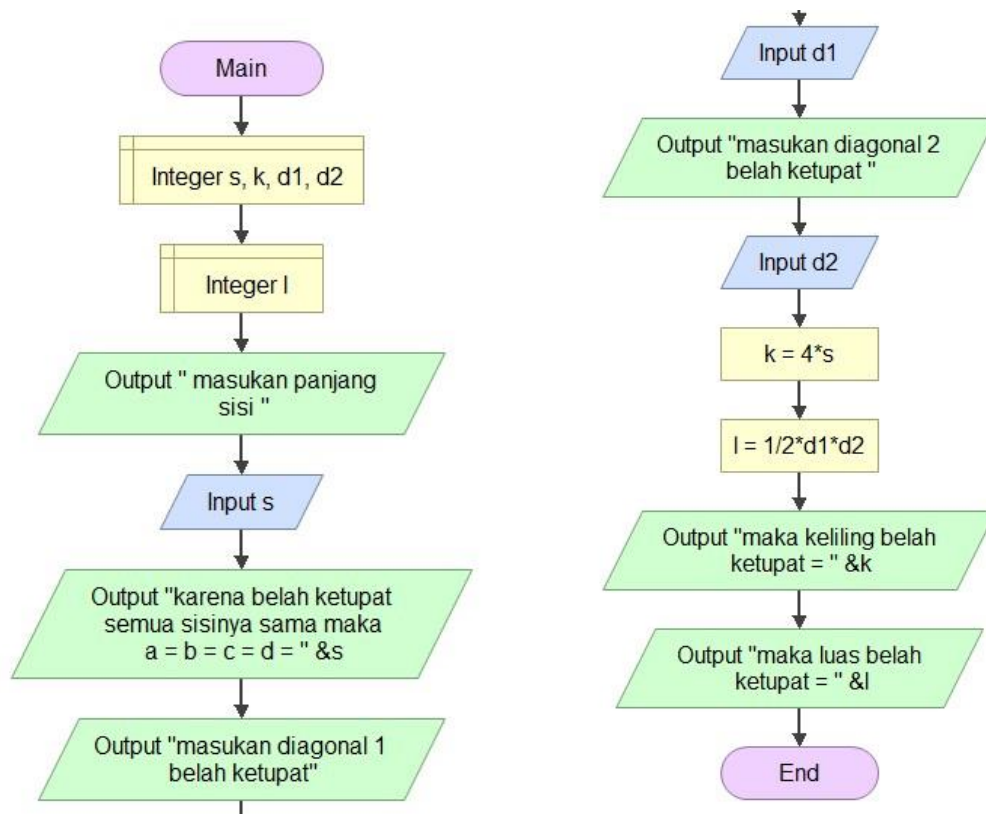 Main
Integer s, k, d1, d2
Integer l
Output " masukan panjang
sisi "
Input s
Output "karena belah ketupat
semua sisinya sama maka
a = b = c = d = " &s
Output "masukan diagonal 1
belah ketupat"
Input d1
Output "masukan diagonal 2
belah ketupat "
Input d2
k = 4*s
l = 1/2*d1*d2
Output "maka keliling belah
ketupat = " &k
Output "maka luas belah
ketupat = " &l
End